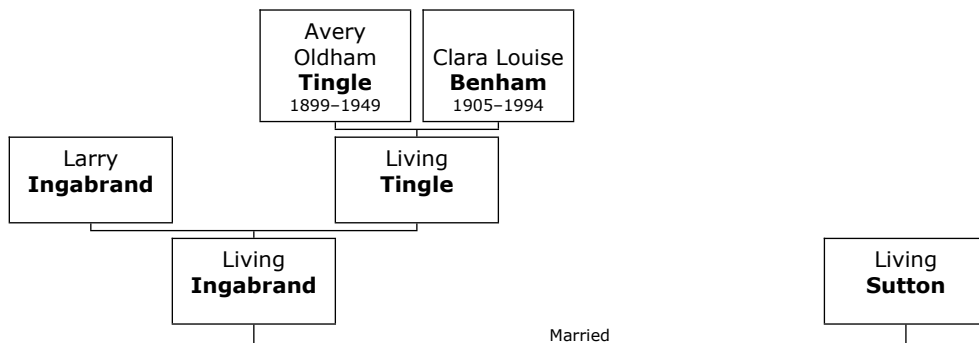 Avery
Oldham
Tingle
1899–1949
Clara Louise
Benham
1905–1994
Larry
Ingabrand
Living
Tingle
Living
Ingabrand
Living
Sutton
Married